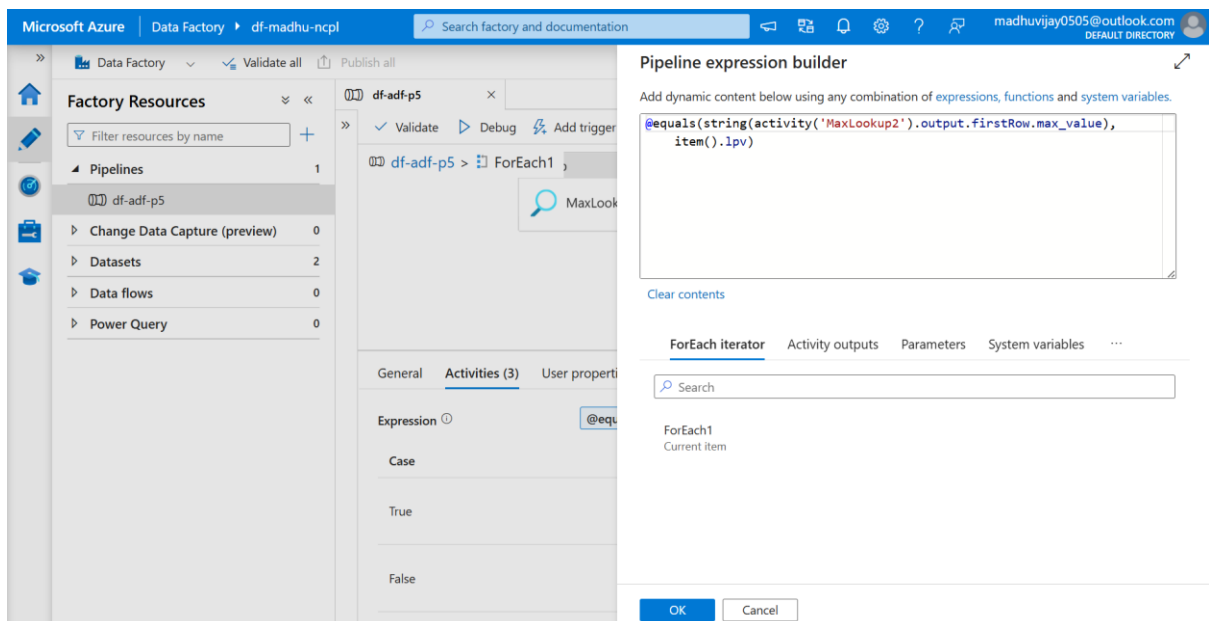 Microsoft Azure
Data Factory
df-madhu-ncpl
Search factory and documentation
madhuvijay0505@outlook.com
DEFAULT DIRECTORY
Data Factory
Validate all
Publish all
Factory Resources
Filter resources by name
Pipelines 1
df-adf-p5
Change Data Capture (preview) 0
Datasets 2
Data flows 0
Power Query 0
df-adf-p5
Validate Debug Add trigger
df-adf-p5 > ForEach1
MaxLook
General Activities (3) User properti
Expression @equ
Case
True
False
Pipeline expression builder
Add dynamic content below using any combination of expressions, functions and system variables.
@equals(string(activity('MaxLookup2').output.firstRow.max_value),
item().lpv)
Clear contents
ForEach iterator Activity outputs Parameters System variables ...
Search
ForEach1
Current item
OK Cancel